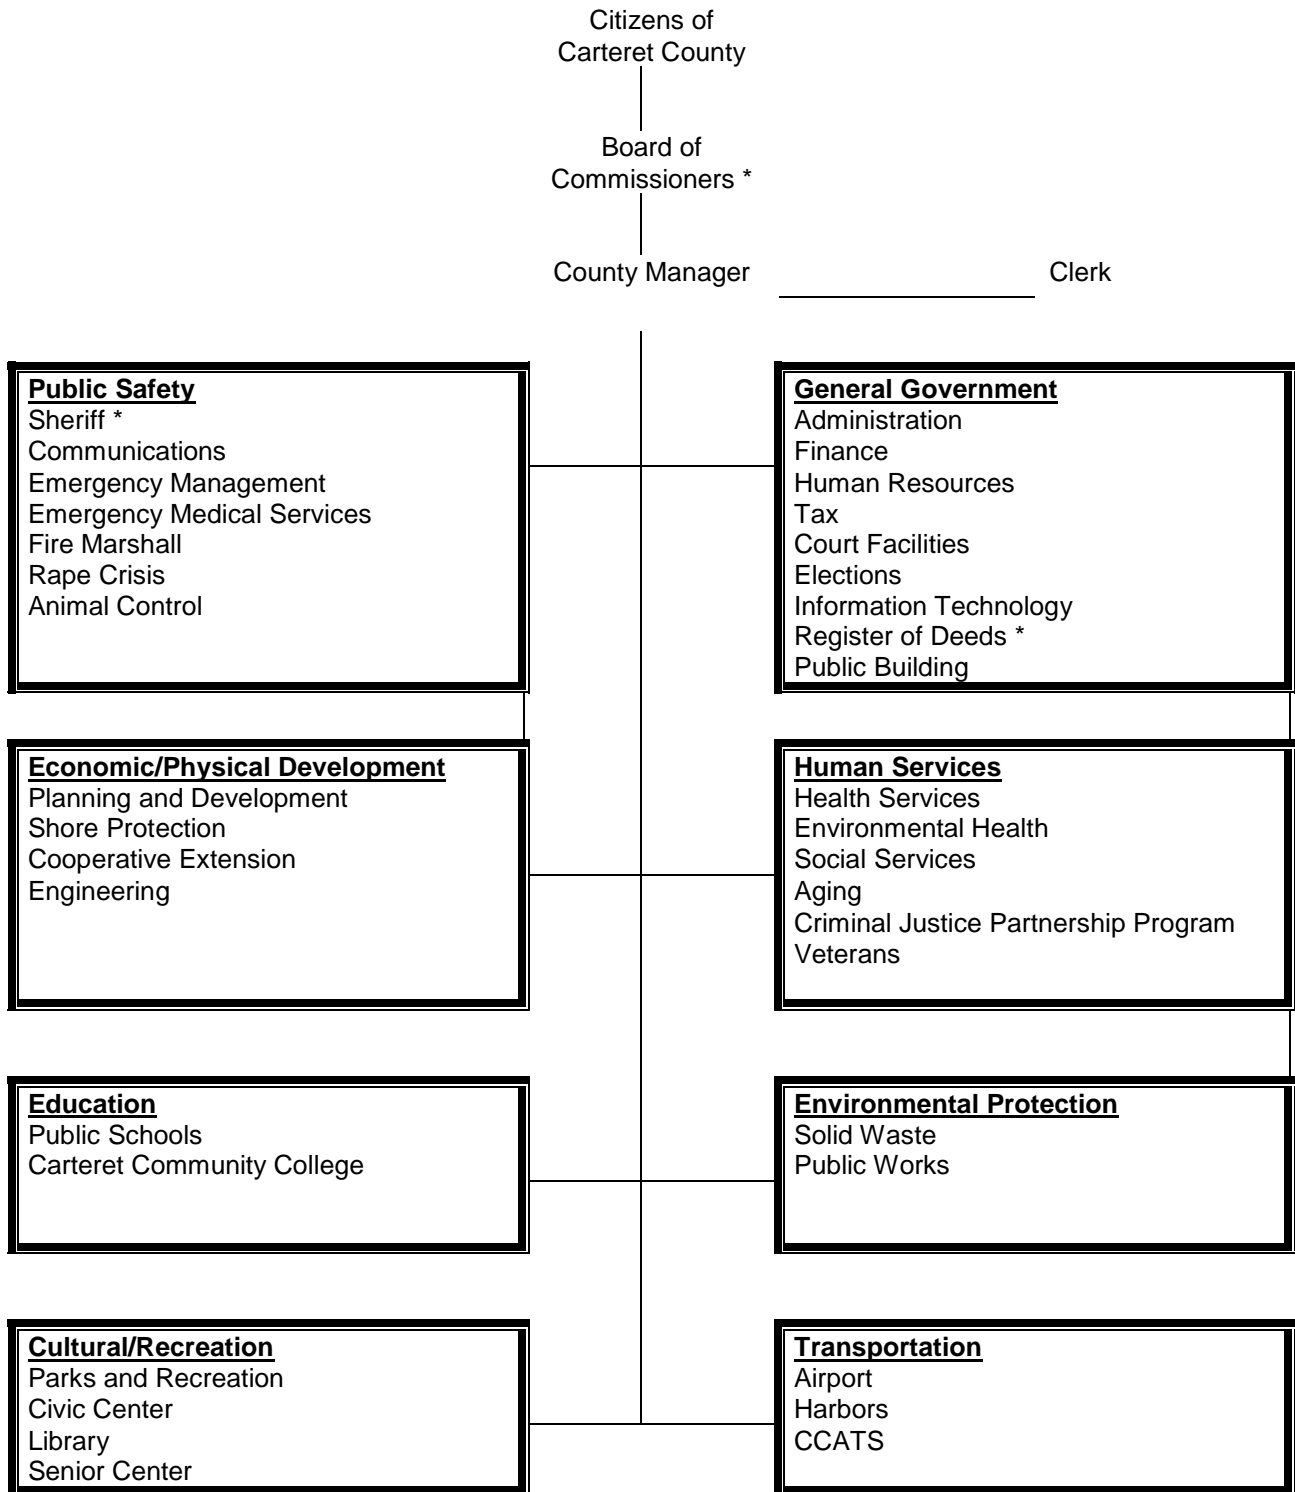 Citizens of
Carteret County
Board of
Commissioners *
County Manager
Clerk
Public Safety
Sheriff *
Communications
Emergency Management
Emergency Medical Services
Fire Marshall
Rape Crisis
Animal Control
General Government
Administration
Finance
Human Resources
Tax
Court Facilities
Elections
Information Technology
Register of Deeds *
Public Building
Economic/Physical Development
Planning and Development
Shore Protection
Cooperative Extension
Engineering
Human Services
Health Services
Environmental Health
Social Services
Aging
Criminal Justice Partnership Program
Veterans
Education
Public Schools
Carteret Community College
Environmental Protection
Solid Waste
Public Works
Cultural/Recreation
Parks and Recreation
Civic Center
Library
Senior Center
Transportation
Airport
Harbors
CCATS